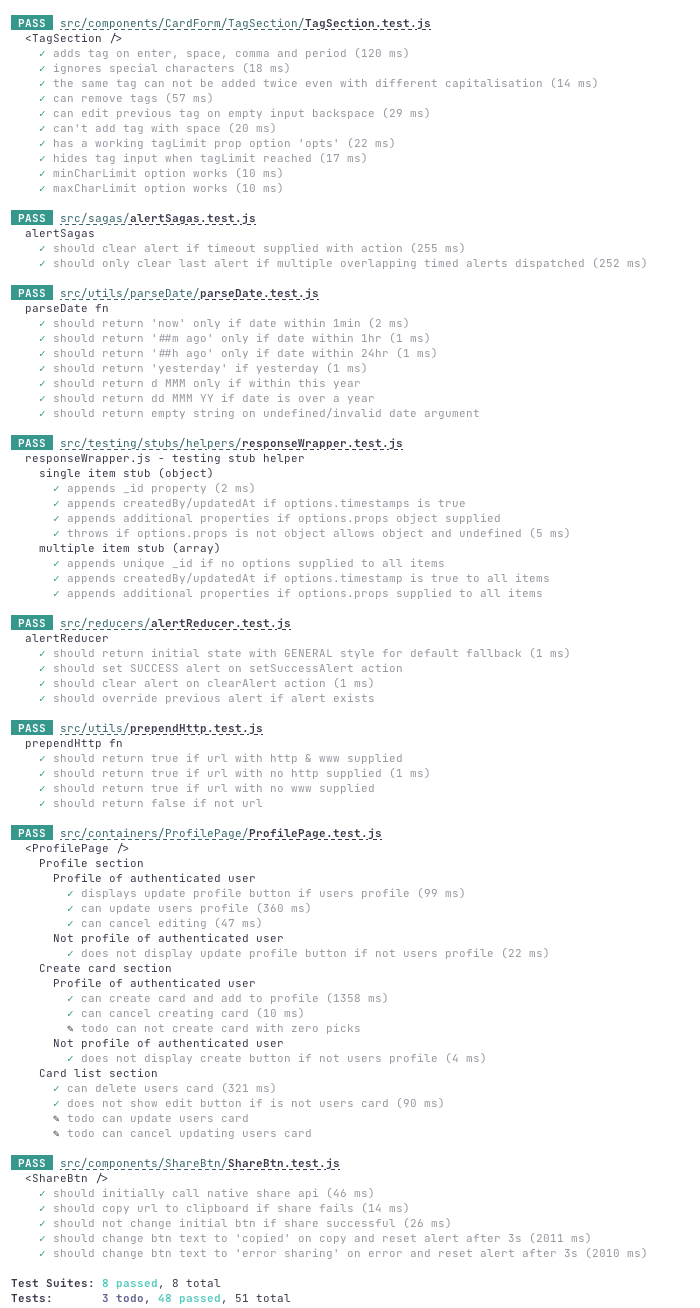 PASS src/components/CardForm/TagSection/TagSection.test.js
<TagSection />
✓ adds tag on enter, space, comma and period (120 ms)
✓ ignores special characters (18 ms)
✓ the same tag can not be added twice even with different capitalisation (14 ms)
✓ can remove tags (57 ms)
✓ can edit previous tag on empty input backspace (29 ms)
✓ can't add tag with space (20 ms)
✓ has a working tagLimit prop option 'opts' (22 ms)
✓ hides tag input when tagLimit reached (17 ms)
✓ minCharLimit option works (10 ms)
✓ maxCharLimit option works (10 ms)
PASS src/sagas/alertSagas.test.js
alertSagas
✓ should clear alert if timeout supplied with action (255 ms)
✓ should only clear last alert if multiple overlapping timed alerts dispatched (252 ms)
PASS src/utils/parseDate/parseDate.test.js
parseDate fn
✓ should return 'now' only if date within 1min (2 ms)
✓ should return '##m ago' only if date within 1hr (1 ms)
✓ should return '##h ago' only if date within 24hr (1 ms)
✓ should return 'yesterday' if yesterday (1 ms)
✓ should return d MMM only if within this year
✓ should return dd MMM YY if date is over a year
✓ should return empty string on undefined/invalid date argument
PASS src/testing/stubs/helpers/responseWrapper.test.js
responseWrapper.js - testing stub helper
single item stub (object)
✓ appends _id property (2 ms)
✓ appends createdBy/updatedAt if options.timestamps is true
✓ appends additional properties if options.props object supplied
✓ throws if options.props is not object allows object and undefined (5 ms)
multiple item stub (array)
✓ appends unique _id if no options supplied to all items
✓ appends createdBy/updatedAt if options.timestamp is true to all items
✓ appends additional properties if options.props supplied to all items
PASS src/reducers/alertReducer.test.js
alertReducer
✓ should return initial state with GENERAL style for default fallback (1 ms)
✓ should set SUCCESS alert on setSuccessAlert action
✓ should clear alert on clearAlert action (1 ms)
✓ should override previous alert if alert exists
PASS src/utils/prependHttp.test.js
prependHttp fn
✓ should return true if url with http & www supplied
✓ should return true if url with no http supplied (1 ms)
✓ should return true if url with no www supplied
✓ should return false if not url
PASS src/containers/ProfilePage/ProfilePage.test.js
<ProfilePage />
Profile section
Profile of authenticated user
✓ displays update profile button if users profile (99 ms)
✓ can update users profile (360 ms)
✓ can cancel editing (47 ms)
Not profile of authenticated user
✓ does not display update profile button if not users profile (22 ms)
Create card section
Profile of authenticated user
✓ can create card and add to profile (1358 ms)
✓ can cancel creating card (10 ms)
✎ todo can not create card with zero picks
Not profile of authenticated user
✓ does not display create button if not users profile (4 ms)
Card list section
✓ can delete users card (321 ms)
✓ does not show edit button if is not users card (90 ms)
✎ todo can update users card
✎ todo can cancel updating users card
PASS src/components/ShareBtn/ShareBtn.test.js
<ShareBtn />
✓ should initially call native share api (46 ms)
✓ should copy url to clipboard if share fails (14 ms)
✓ should not change initial btn if share successful (26 ms)
✓ should change btn text to 'copied' on copy and reset alert after 3s (2011 ms)
✓ should change btn text to 'error sharing' on error and reset alert after 3s (2010 ms)
Test Suites: 8 passed, 8 total
Tests: 3 todo, 48 passed, 51 total